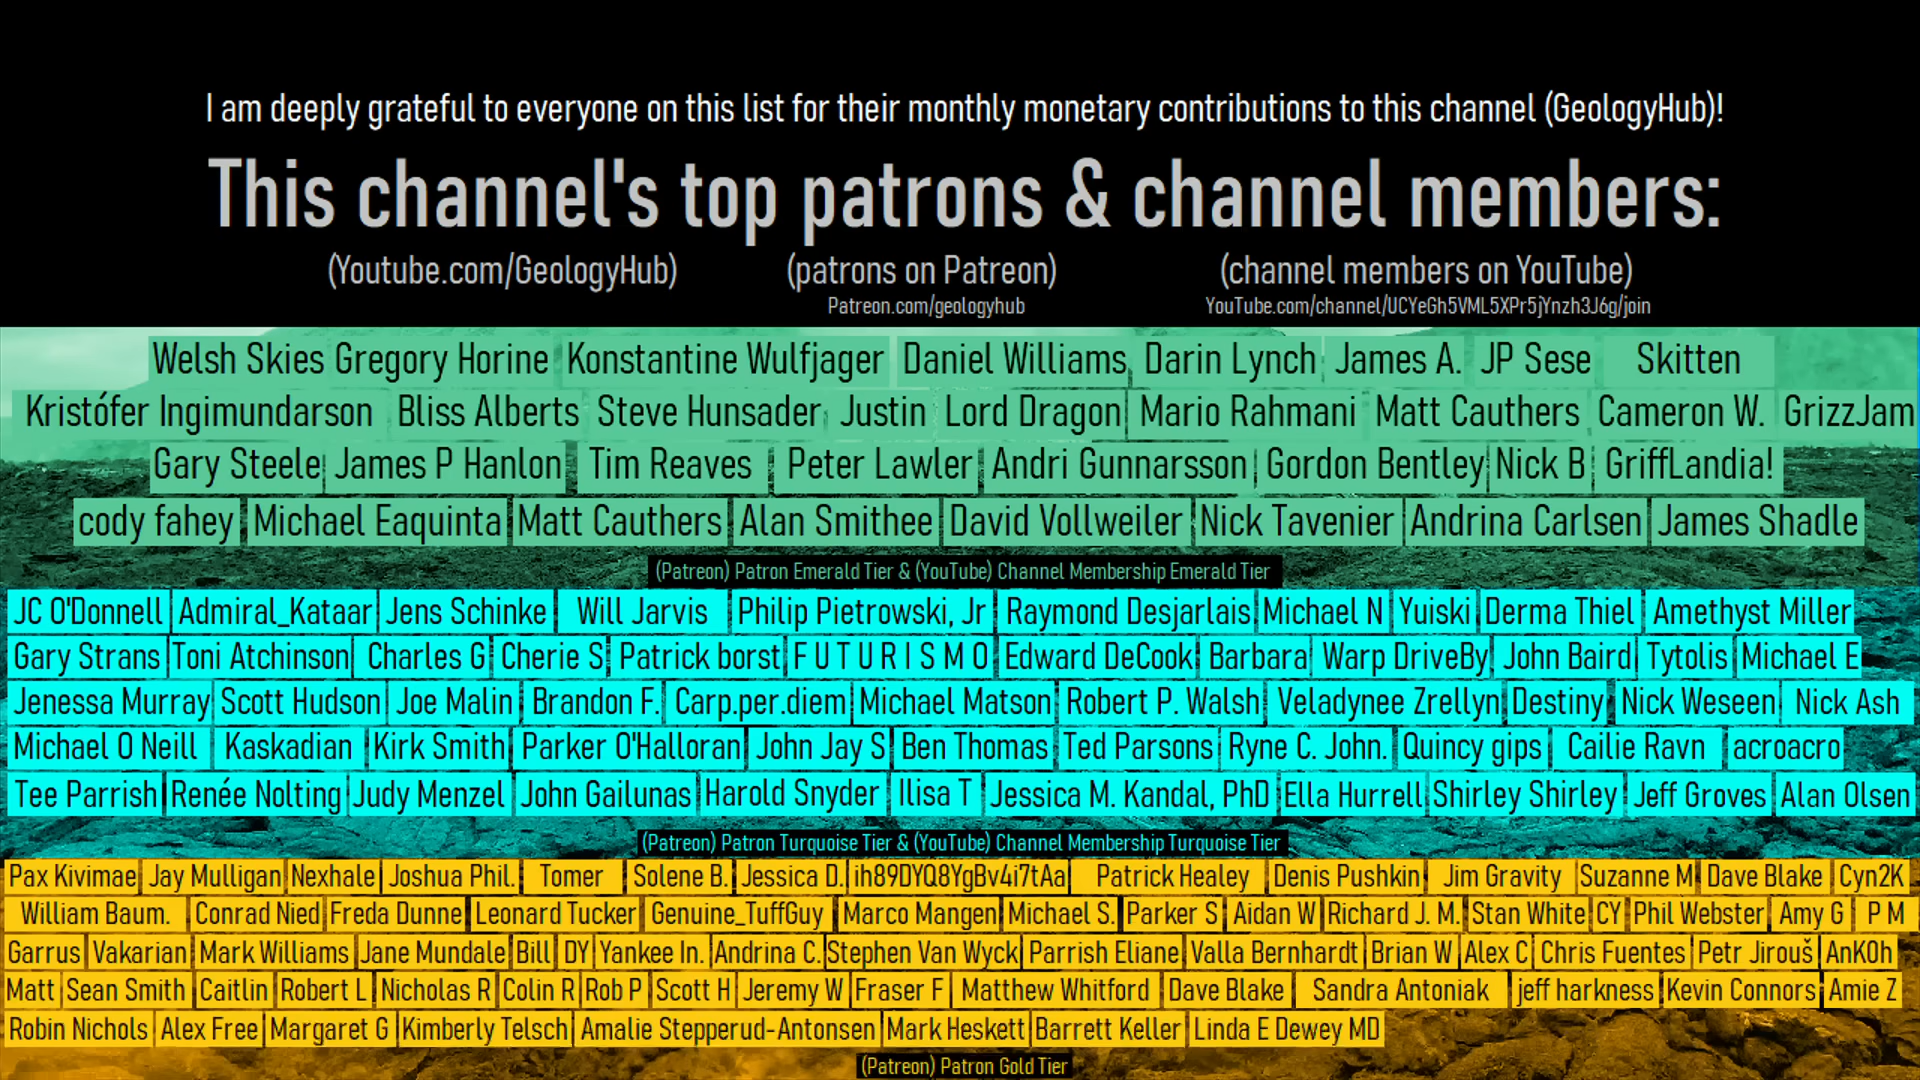 I am deeply grateful to everyone on this list for their monthly monetary contributions to this channel (GeologyHub)!
This channel's top patrons & channel members:
(Youtube.com/GeologyHub) (patrons on Patreon) (channel members on YouTube)
Patreon.com/geologyhub YouTube.com/channel/UCYeGh5VML5XPr5jYnzh3J6g/join
Welsh Skies Gregory Horine Konstantine Wulfjager Daniel Williams Darin Lynch James A. JP Sese Skitten
Kristófer Ingimundarson Bliss Alberts Steve Hunsader Justin Lord Dragon Mario Rahmani Matt Cauthers Cameron W. GrizzJam
Gary Steele James P Hanlon Tim Reaves Peter Lawler Andri Gunnarsson Gordon Bentley Nick B GriffLandia!
cody fahey Michael Eaquinta Matt Cauthers Alan Smithee David Vollweiler Nick Tavenier Andrina Carlsen James Shadle
(Patreon) Patron Emerald Tier & (YouTube) Channel Membership Emerald Tier
JC O'Donnell Admiral_Kataar Jens Schinke Will Jarvis Philip Pietrowski, Jr Raymond Desjarlais Michael N Yuiski Derma Thiel Amethyst Miller
Gary Strans Toni Atchinson Charles G Cherie S Patrick borst F U T U R I S M O Edward DeCook Barbara Warp DriveBy John Baird Tytolis Michael E
Jenessa Murray Scott Hudson Joe Malin Brandon F. Carp.per.diem Michael Matson Robert P. Walsh Veladynee Zrellyn Destiny Nick Weseen Nick Ash
Michael O Neill Kaskadian Kirk Smith Parker O'Halloran John Jay S Ben Thomas Ted Parsons Ryne C. John. Quincy gips Cailie Ravn acroacro
Tee Parrish Renée Nolting Judy Menzel John Gailunas Harold Snyder Ilisa T Jessica M. Kandal, PhD Ella Hurrell Shirley Shirley Jeff Groves Alan Olsen
(Patreon) Patron Turquoise Tier & (YouTube) Channel Membership Turquoise Tier
Pax Kivimae Jay Mulligan Nexhale Joshua Phil. Tomer Solene B. Jessica D. ih89DYQ8YgBv4i7tAa Patrick Healey Denis Pushkin Jim Gravity Suzanne M Dave Blake Cyn2K
William Baum. Conrad Nied Freda Dunne Leonard Tucker Genuine_TuffGuy Marco Mangen Michael S. Parker S Aidan W Richard J. M. Stan White CY Phil Webster Amy G P M
Garrus Vakarian Mark Williams Jane Mundale Bill DY Yankee In. Andrina C. Stephen Van Wyck Parrish Eliane Valla Bernhardt Brian W Alex C Chris Fuentes Petr Jirouš AnKOh
Matt Sean Smith Caitlin Robert L Nicholas R Colin R Rob P Scott H Jeremy W Fraser F Matthew Whitford Dave Blake Sandra Antoniak jeff harkness Kevin Connors Amie Z
Robin Nichols Alex Free Margaret G Kimberly Telsch Amalie Stepperud-Antonsen Mark Heskett Barrett Keller Linda E Dewey MD
(Patreon) Patron Gold Tier